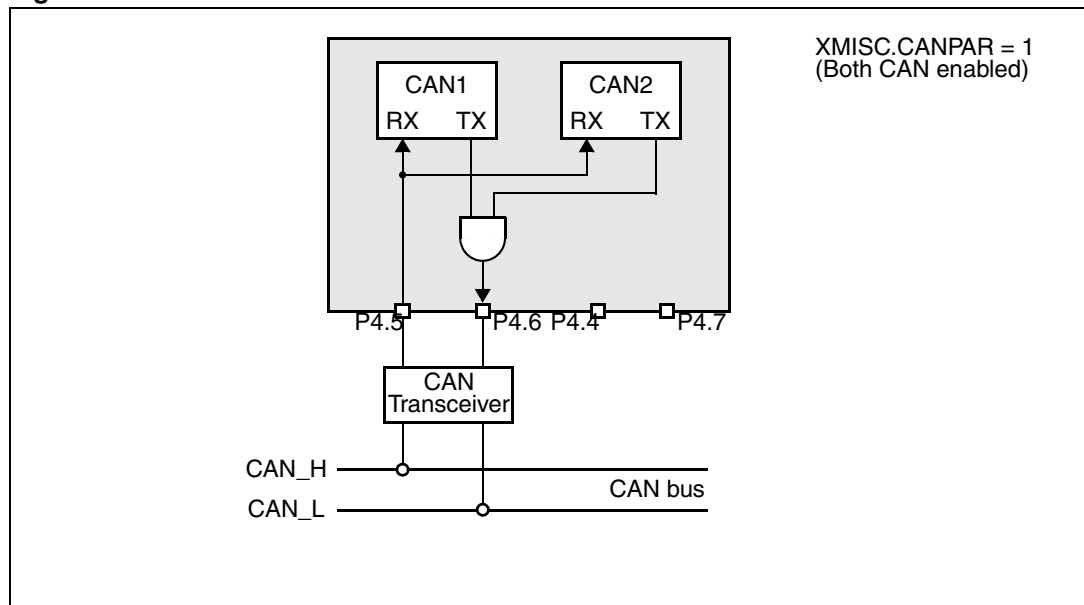 XMISC.CANPAR = 1
(Both CAN enabled)
CAN1
RX TX
CAN2
RX TX
P4.5
P4.6
P4.4
P4.7
CAN
Transceiver
CAN_H
CAN bus
CAN_L